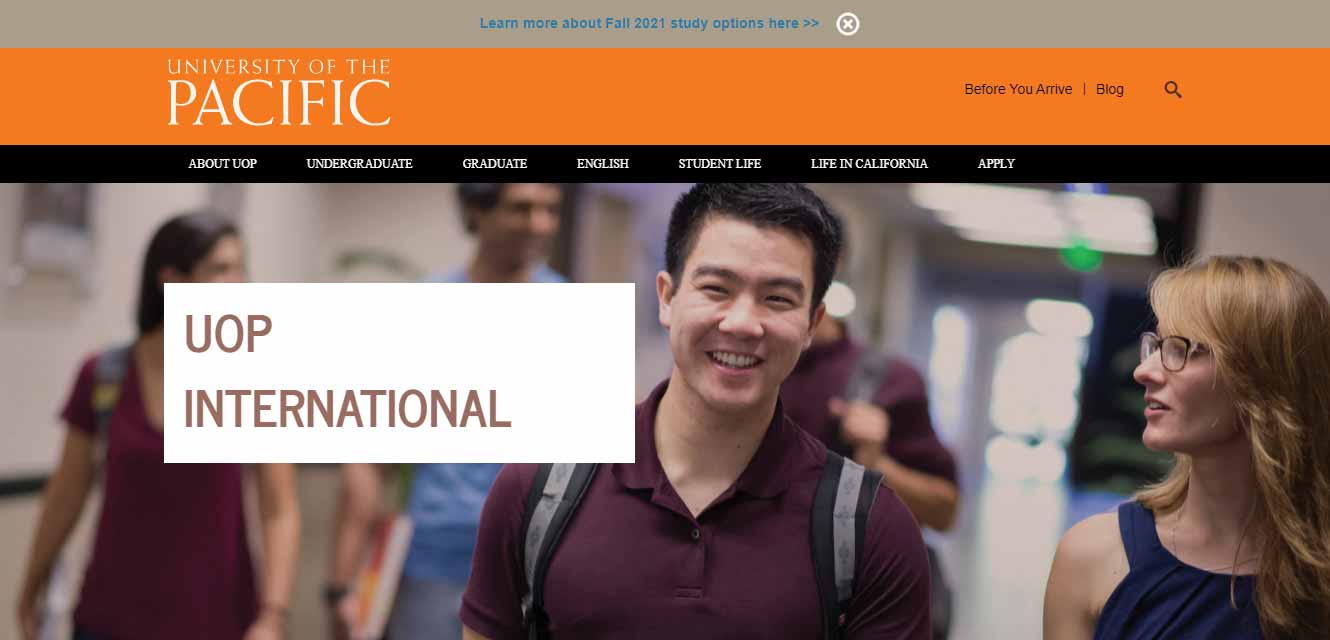 Learn more about Fall 2021 study options here >>
UNIVERSITY OF THE
PACIFIC
Before You Arrive | Blog
ABOUT UOP UNDERGRADUATE GRADUATE ENGLISH STUDENT LIFE LIFE IN CALIFORNIA APPLY
UOP
INTERNATIONAL